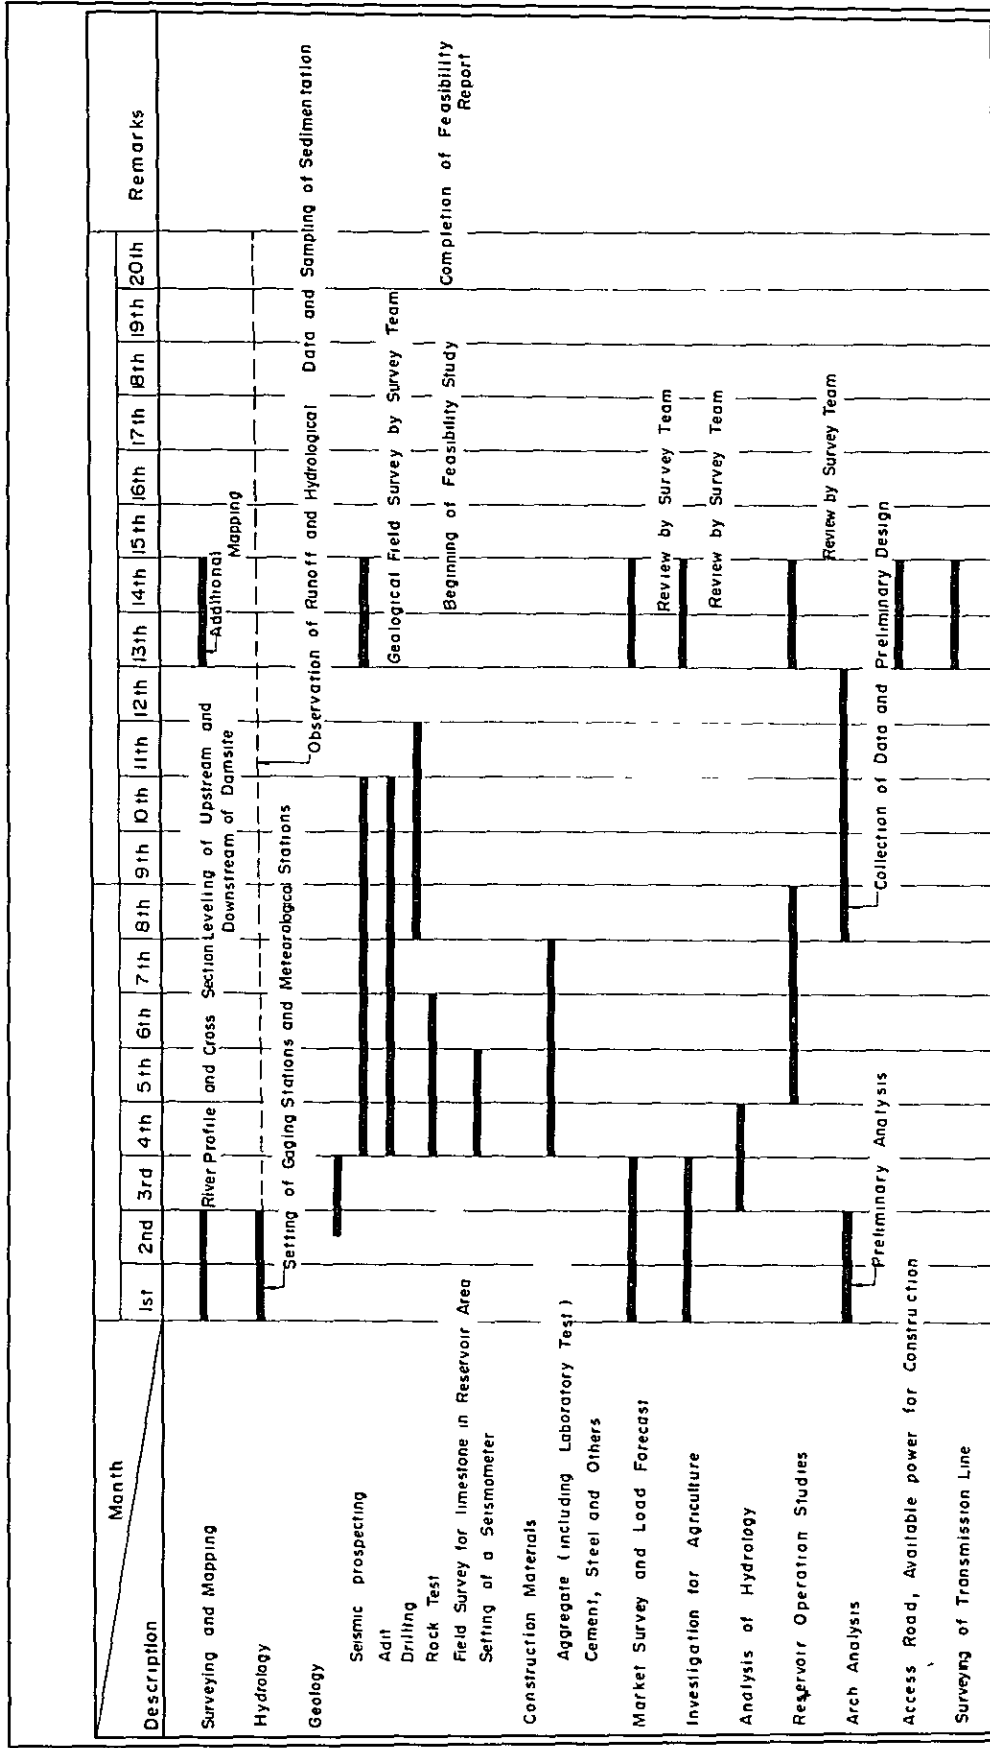 Month
Description
1st 2nd 3rd 4th 5th 6th 7th 8th 9th 10th 11th 12th 13th 14th 15th 16th 17th 18th 19th 20th
Remarks
Surveying and Mapping
River Profile and Cross Section Leveling of Upstream and
Downstream of Damsite
Additional
Mapping
Hydrology
Setting of Gaging Stations and Meteorological Stations
Observation of Runoff and Hydrological Data and Sampling of Sedimentation
Geology
Seismic prospecting
Adit
Geological Field Survey by Survey Team
Drilling
Rock Test
Beginning of Feasibility Study
Completion of Feasibility
Report
Field Survey for limestone in Reservoir Area
Setting of a Seismometer
Construction Materials
Aggregate (including Laboratory Test)
Cement, Steel and Others
Market Survey and Load Forecast
Review by Survey Team
Investigation for Agriculture
Review by Survey Team
Analysis of Hydrology
Reservoir Operation Studies
Review by Survey Team
Arch Analysis
Preliminary Analysis
Collection of Data and Preliminary Design
Access Road, Available power for Construction
Surveying of Transmission Line